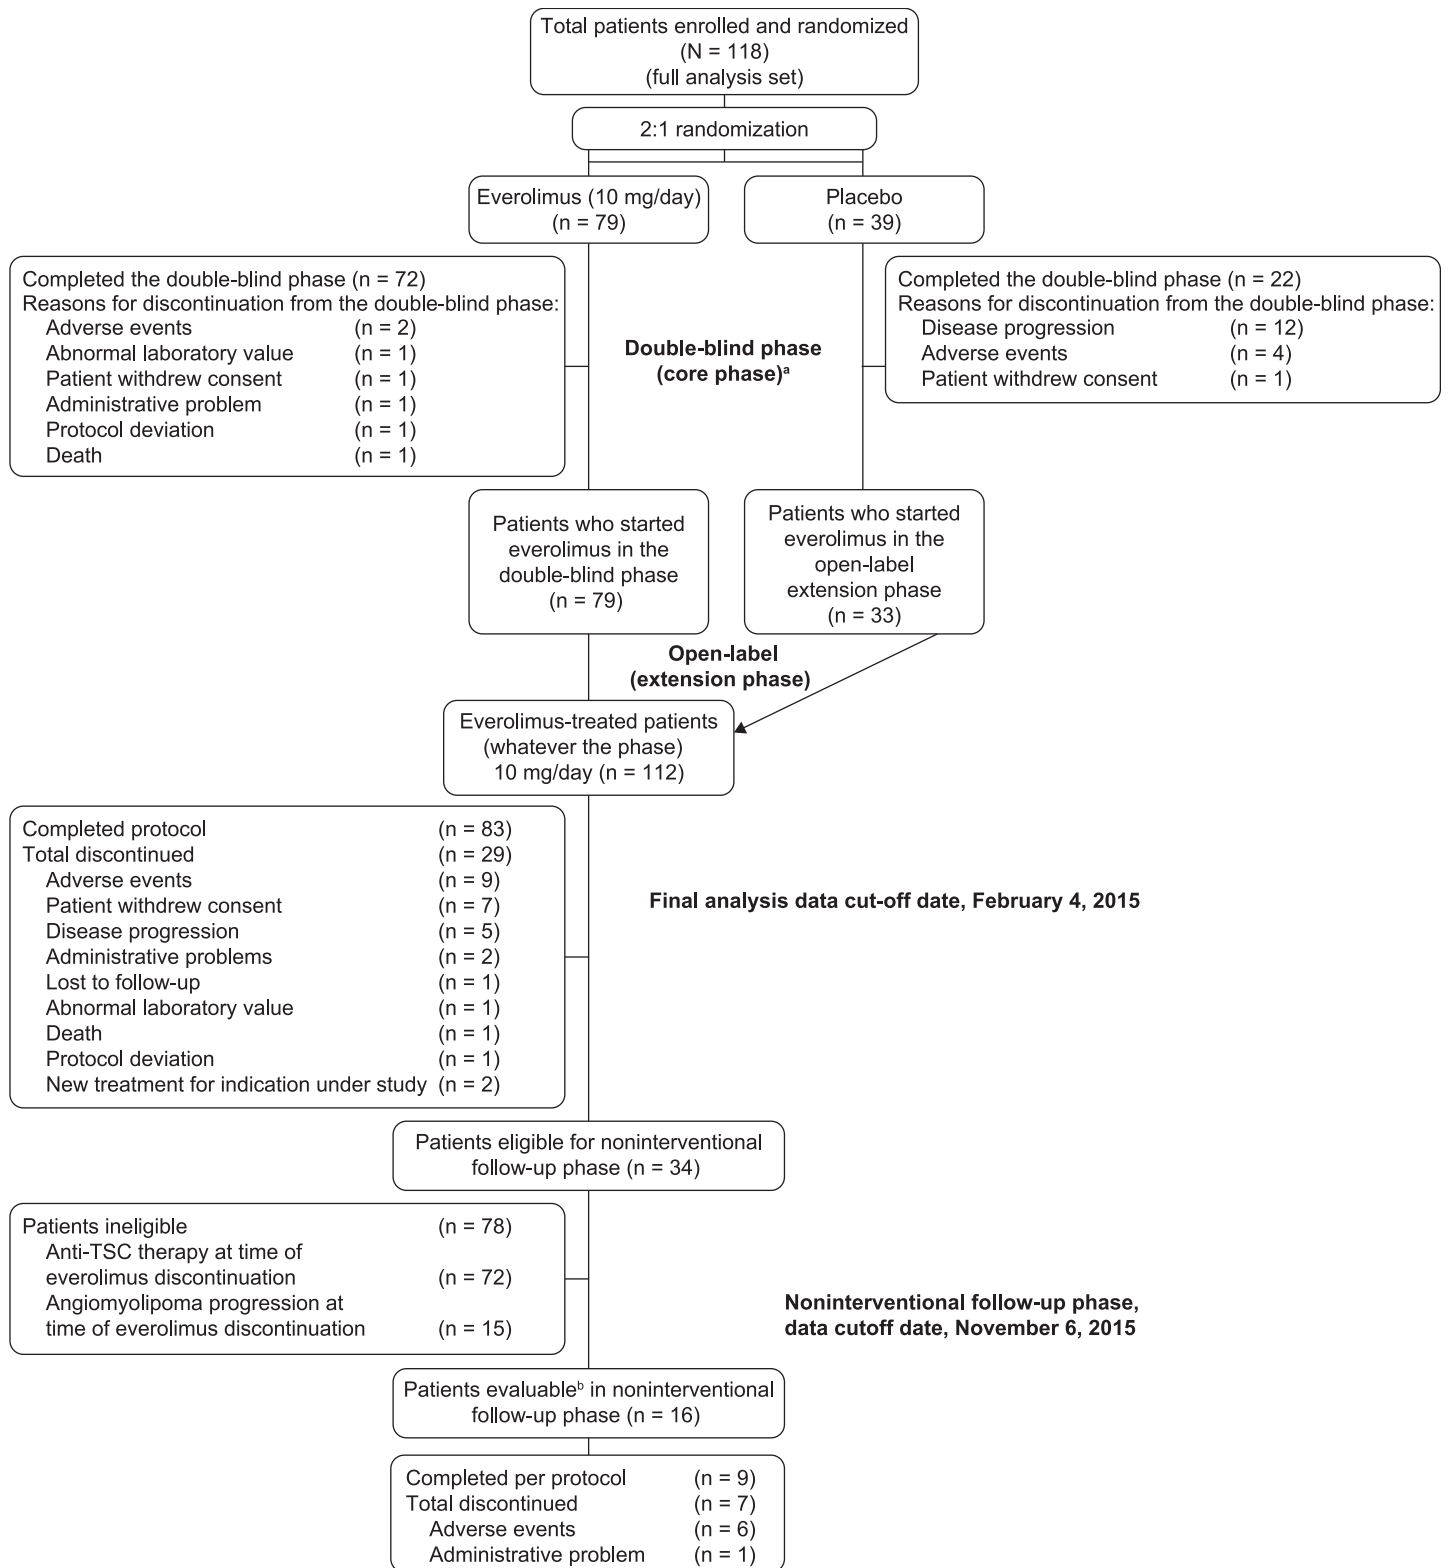 Total patients enrolled and randomized
(N = 118)
(full analysis set)
2:1 randomization
Everolimus (10 mg/day)
(n = 79)
Placebo
(n = 39)
Completed the double-blind phase (n = 72)
Reasons for discontinuation from the double-blind phase:
Adverse events (n = 2)
Abnormal laboratory value (n = 1)
Patient withdrew consent (n = 1)
Administrative problem (n = 1)
Protocol deviation (n = 1)
Death (n = 1)
Double-blind phase
(core phase)ᵃ
Completed the double-blind phase (n = 22)
Reasons for discontinuation from the double-blind phase:
Disease progression (n = 12)
Adverse events (n = 4)
Patient withdrew consent (n = 1)
Patients who started
everolimus in the
double-blind phase
(n = 79)
Patients who started
everolimus in the
open-label
extension phase
(n = 33)
Open-label
(extension phase)
Everolimus-treated patients
(whatever the phase)
10 mg/day (n = 112)
Completed protocol (n = 83)
Total discontinued (n = 29)
Adverse events (n = 9)
Patient withdrew consent (n = 7)
Disease progression (n = 5)
Administrative problems (n = 2)
Lost to follow-up (n = 1)
Abnormal laboratory value (n = 1)
Death (n = 1)
Protocol deviation (n = 1)
New treatment for indication under study (n = 2)
Final analysis data cut-off date, February 4, 2015
Patients eligible for noninterventional
follow-up phase (n = 34)
Patients ineligible (n = 78)
Anti-TSC therapy at time of
everolimus discontinuation (n = 72)
Angiomyolipoma progression at
time of everolimus discontinuation (n = 15)
Noninterventional follow-up phase,
data cutoff date, November 6, 2015
Patients evaluableᵇ in noninterventional
follow-up phase (n = 16)
Completed per protocol (n = 9)
Total discontinued (n = 7)
Adverse events (n = 6)
Administrative problem (n = 1)